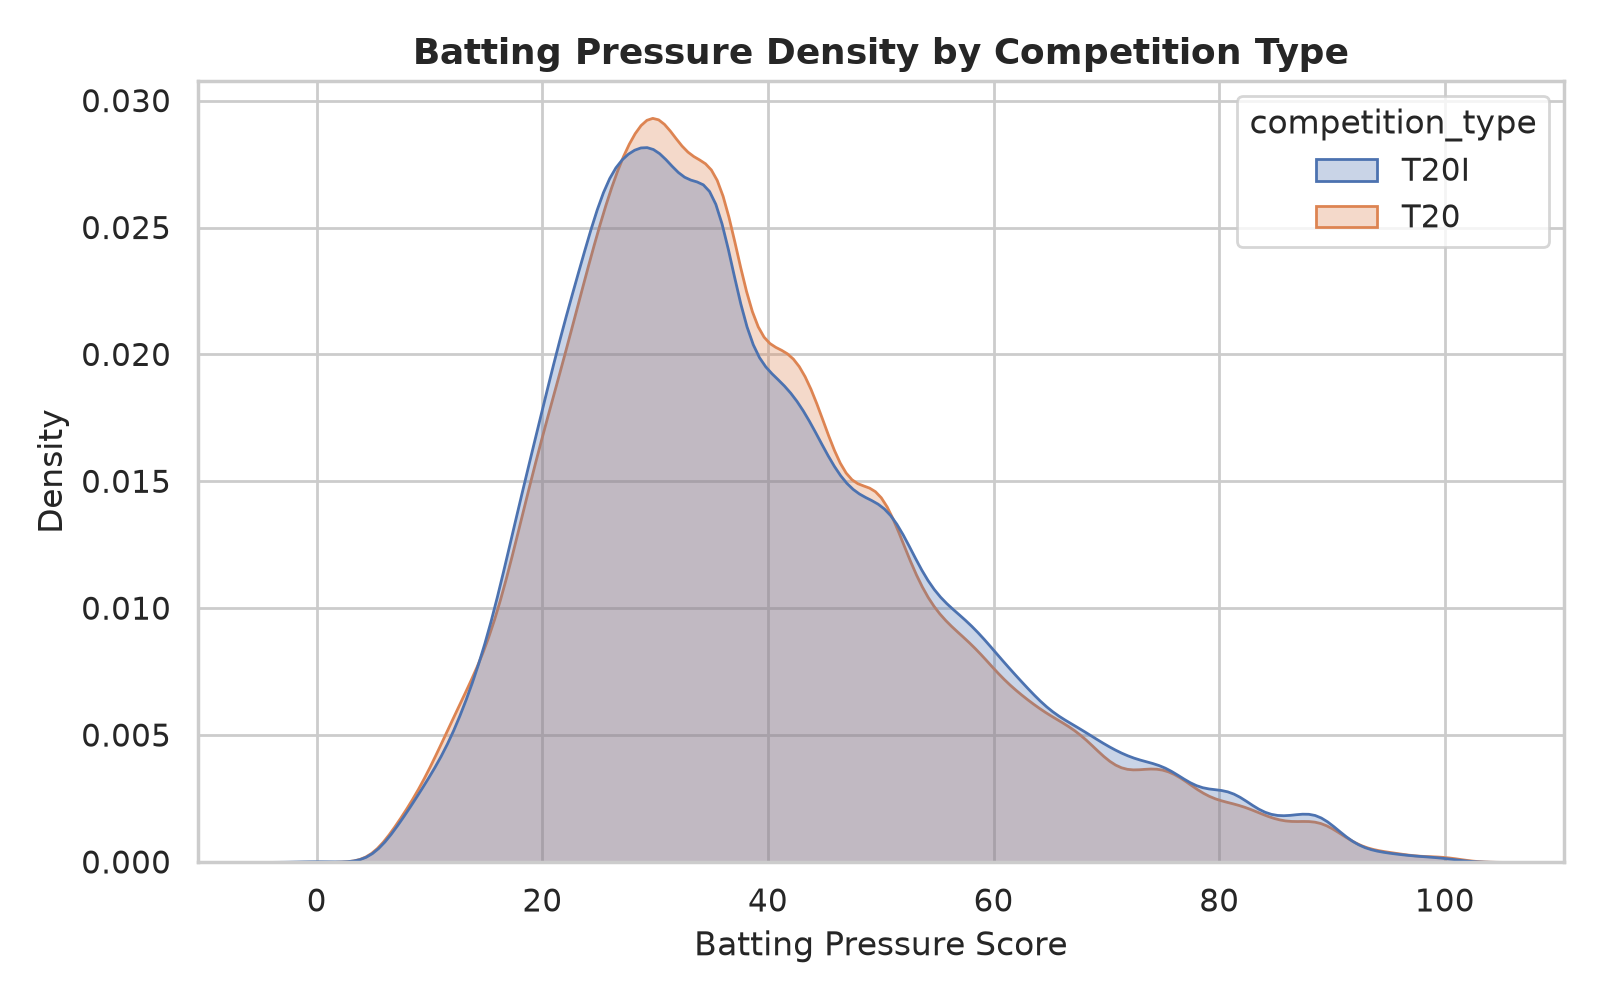 Batting Pressure Density by Competition Type
competition_type
T20I
T20
Density
0.030
0.025
0.020
0.015
0.010
0.005
0.000
0 20 40 60 80 100
Batting Pressure Score